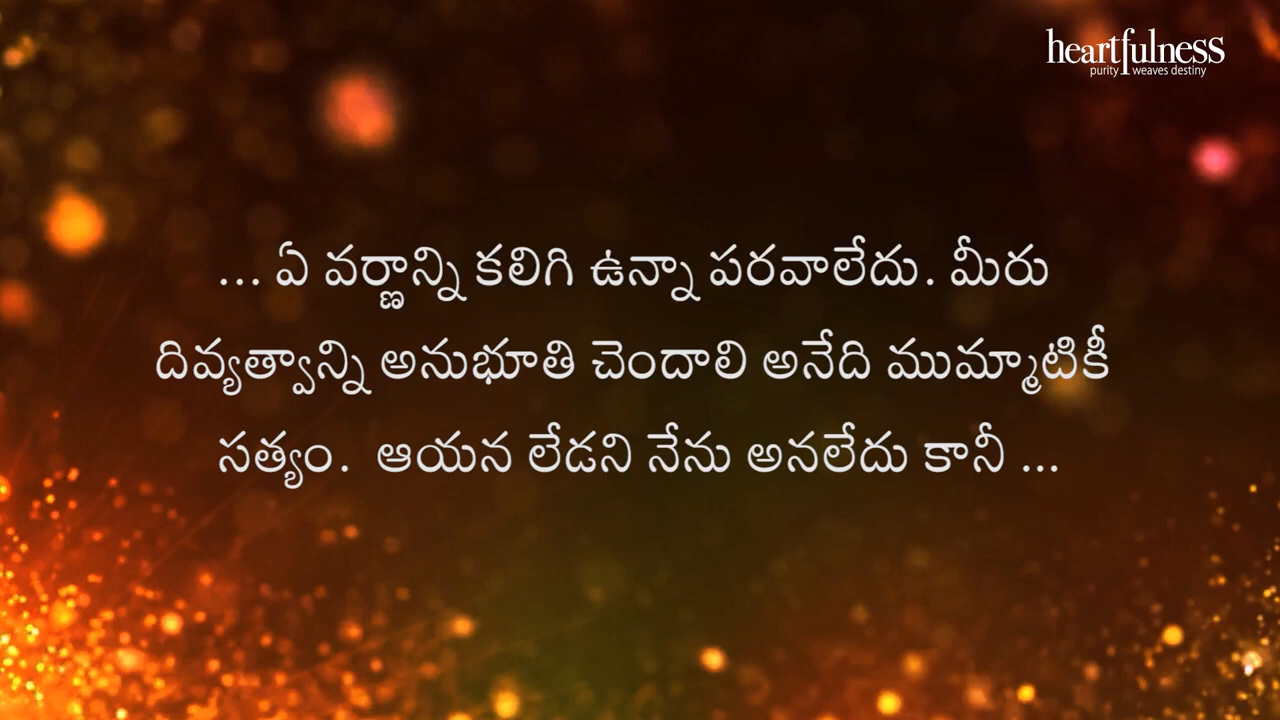 heartfulness
purity weaves destiny
... ఏ వర్ణాన్ని కలిగి ఉన్నా పరవాలేదు. మీరు
దివ్యత్వాన్ని అనుభూతి చెందాలి అనేది ముమ్మాటికీ
సత్యం. ఆయన లేడని నేను అనలేదు కానీ ...